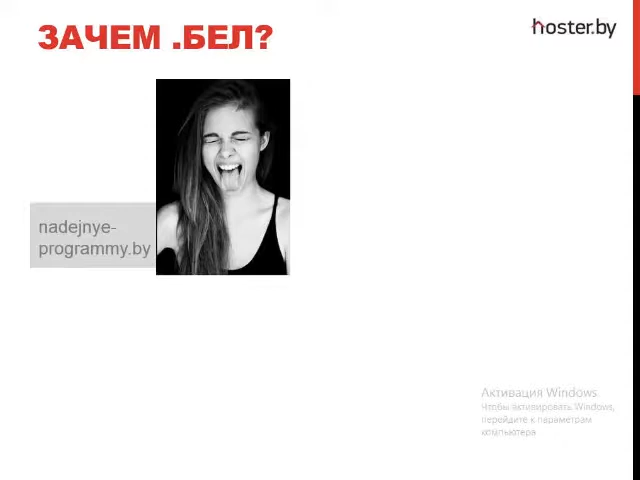 ЗАЧЕМ .БЕЛ?
hoster.by
nadejnye-
programmy.by
Активация Windows
Чтобы активировать Windows,
перейдите к параметрам
компьютера.